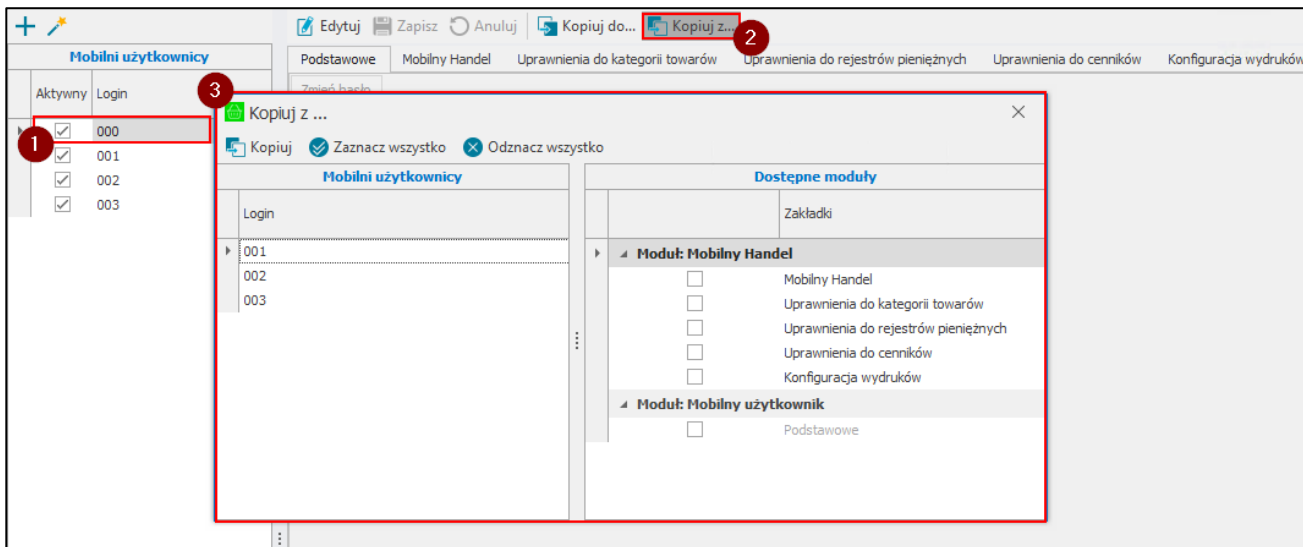 Edytuj Zapisz Anuluj Kopiuj do... Kopiuj z...
2
Mobilni użytkownicy
Podstawowe Mobilny Handel Uprawnienia do kategorii towarów Uprawnienia do rejestrów pieniężnych Uprawnienia do cenników Konfiguracja wydruków
Aktywny Login
Zmień hasło
3
Kopiuj z ...
1
000
001
002
003
Kopiuj Zaznacz wszystko Odznacz wszystko
Mobilni użytkownicy
Login
001
002
003
Dostępne moduły
Zakładki
Moduł: Mobilny Handel
Mobilny Handel
Uprawnienia do kategorii towarów
Uprawnienia do rejestrów pieniężnych
Uprawnienia do cenników
Konfiguracja wydruków
Moduł: Mobilny użytkownik
Podstawowe